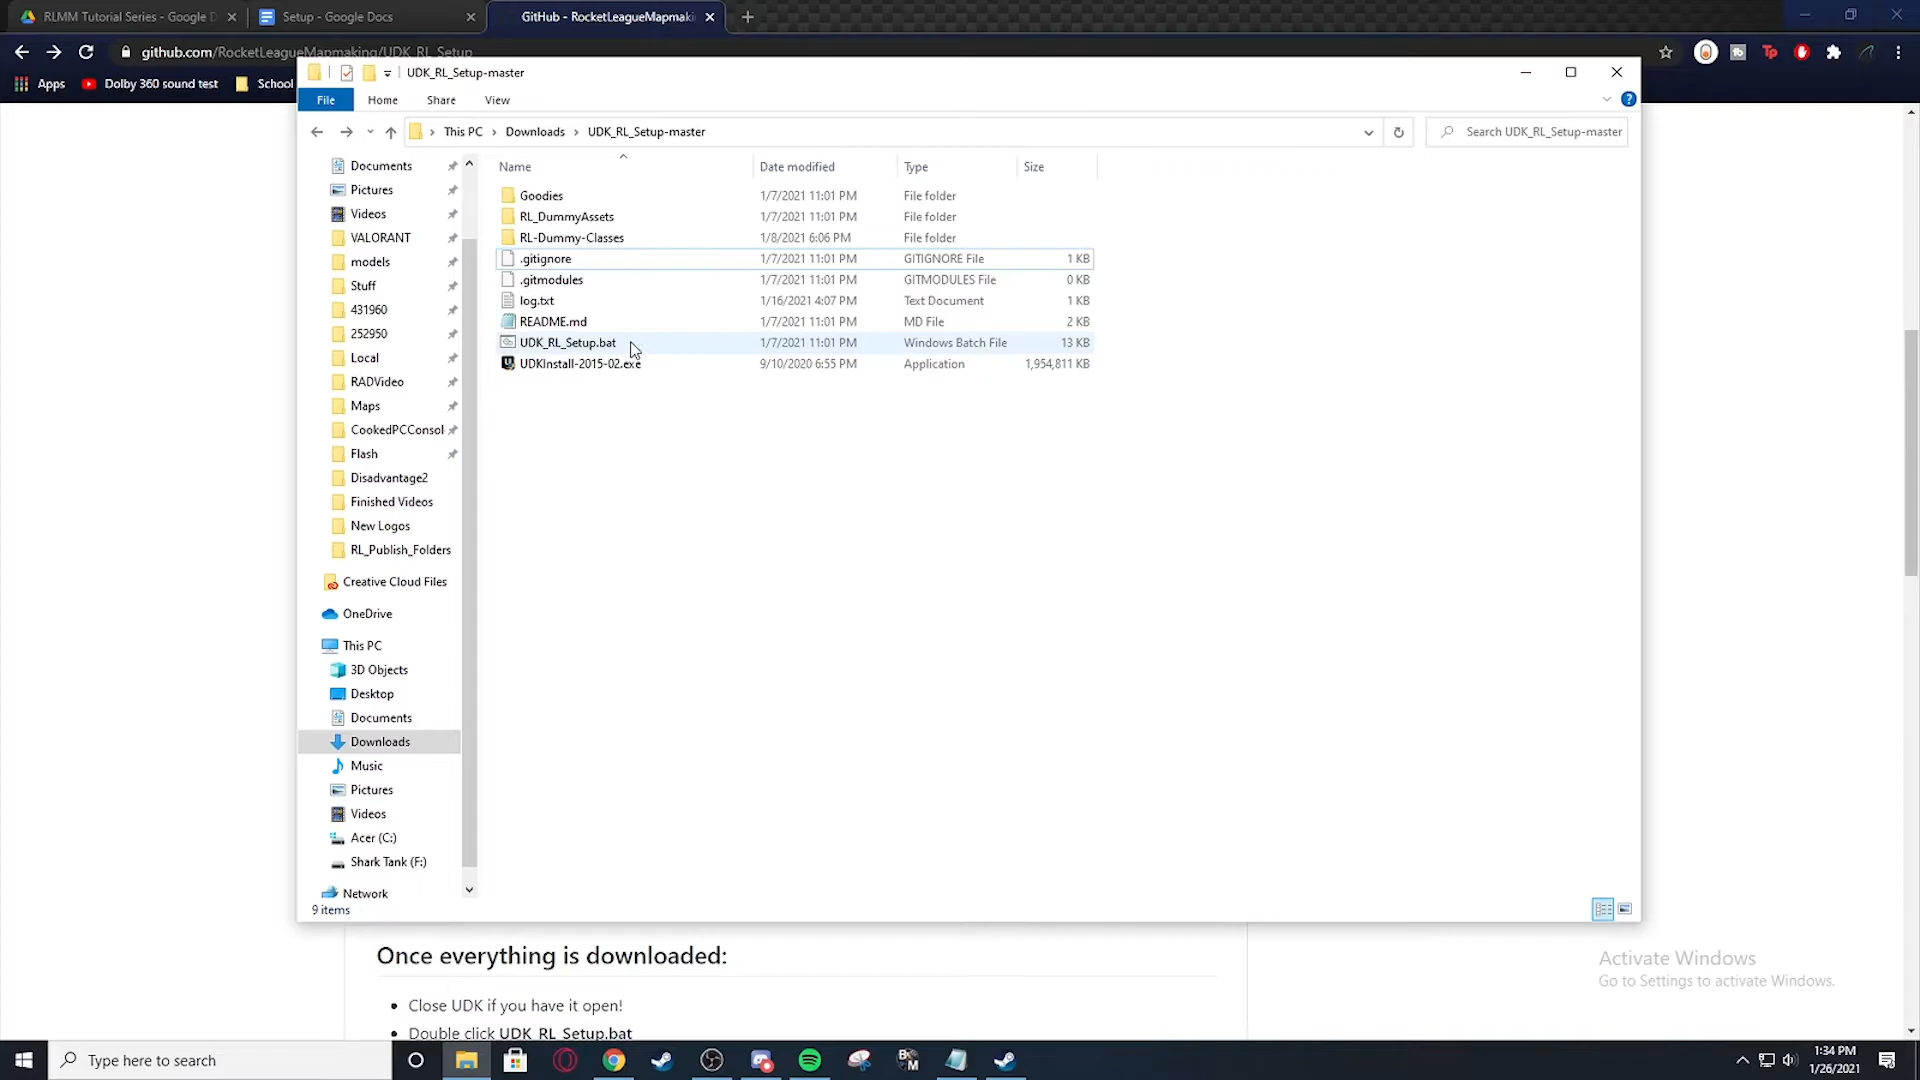 RLMM Tutorial Series - Google D
Setup - Google Docs
GitHub - RocketLeagueMapmaki
github.com/RocketLeagueMapmaking/UDK_RL_Setup
Apps
Dolby 360 sound test
School
UDK_RL_Setup-master
File
Home
Share
View
This PC
Downloads
UDK_RL_Setup-master
Search UDK_RL_Setup-master
Name
Date modified
Type
Size
Documents
Pictures
Videos
VALORANT
models
Stuff
431960
252950
Local
RADVideo
Maps
CookedPCConsol
Flash
Disadvantage2
Finished Videos
New Logos
RL_Publish_Folders
Creative Cloud Files
OneDrive
This PC
3D Objects
Desktop
Documents
Downloads
Music
Pictures
Videos
Acer (C:)
Shark Tank (F:)
Network
Goodies 1/7/2021 11:01 PM File folder
RL_DummyAssets 1/7/2021 11:01 PM File folder
RL-Dummy-Classes 1/8/2021 6:06 PM File folder
.gitignore 1/7/2021 11:01 PM GITIGNORE File 1 KB
.gitmodules 1/7/2021 11:01 PM GITMODULES File 0 KB
log.txt 1/16/2021 4:07 PM Text Document 1 KB
README.md 1/7/2021 11:01 PM MD File 2 KB
UDK_RL_Setup.bat 1/7/2021 11:01 PM Windows Batch File 13 KB
UDKInstall-2015-02.exe 9/10/2020 6:55 PM Application 1,954,811 KB
9 items
Once everything is downloaded:
Close UDK if you have it open!
Double click UDK_RL_Setup.bat
Activate Windows
Go to Settings to activate Windows.
Type here to search
1:34 PM
1/26/2021